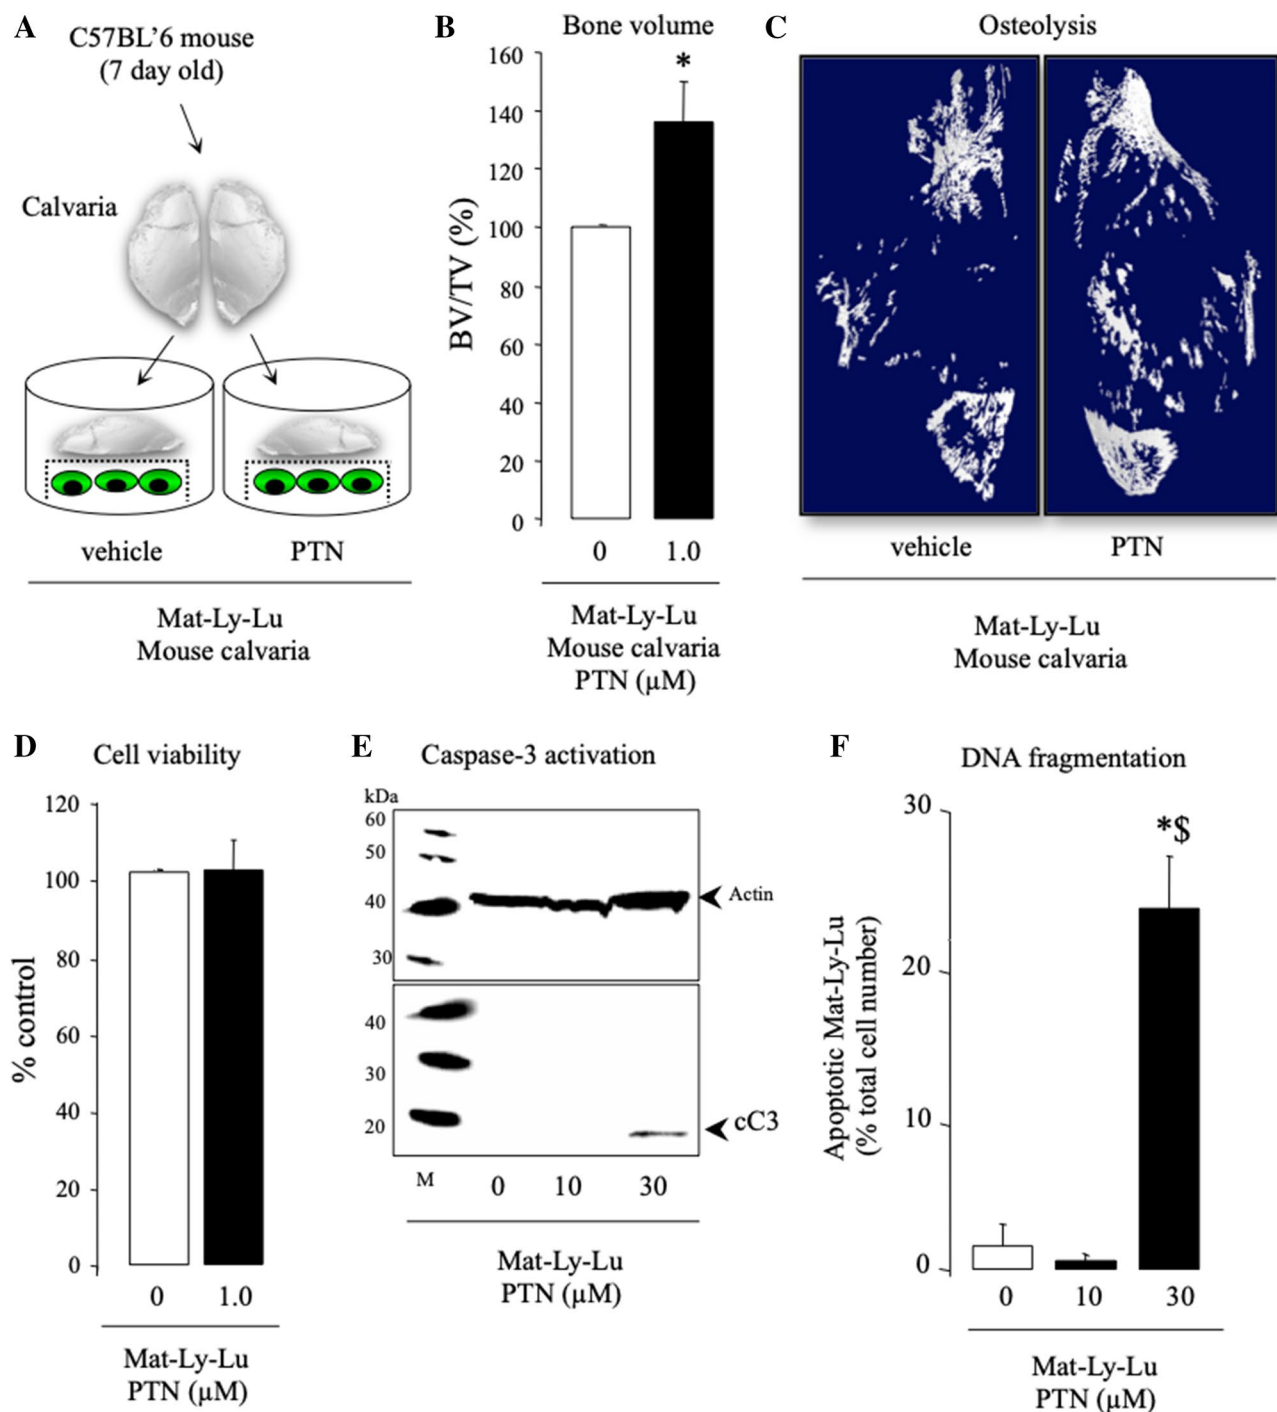 A
C57BL’6 mouse
(7 day old)
Calvaria
vehicle
PTN
Mat-Ly-Lu
Mouse calvaria
B
Bone volume
BV/TV (%)
160
140
120
100
80
60
40
20
0
*
0
1.0
Mat-Ly-Lu
Mouse calvaria
PTN (µM)
C
Osteolysis
vehicle
PTN
Mat-Ly-Lu
Mouse calvaria
D
Cell viability
% control
120
100
80
60
40
20
0
0
1.0
Mat-Ly-Lu
PTN (µM)
E
Caspase-3 activation
kDa
60
50
40
30
Actin
40
30
20
cC3
M
0
10
30
Mat-Ly-Lu
PTN (µM)
F
DNA fragmentation
Apoptotic Mat-Ly-Lu
(% total cell number)
30
20
10
0
*$
0
10
30
Mat-Ly-Lu
PTN (µM)